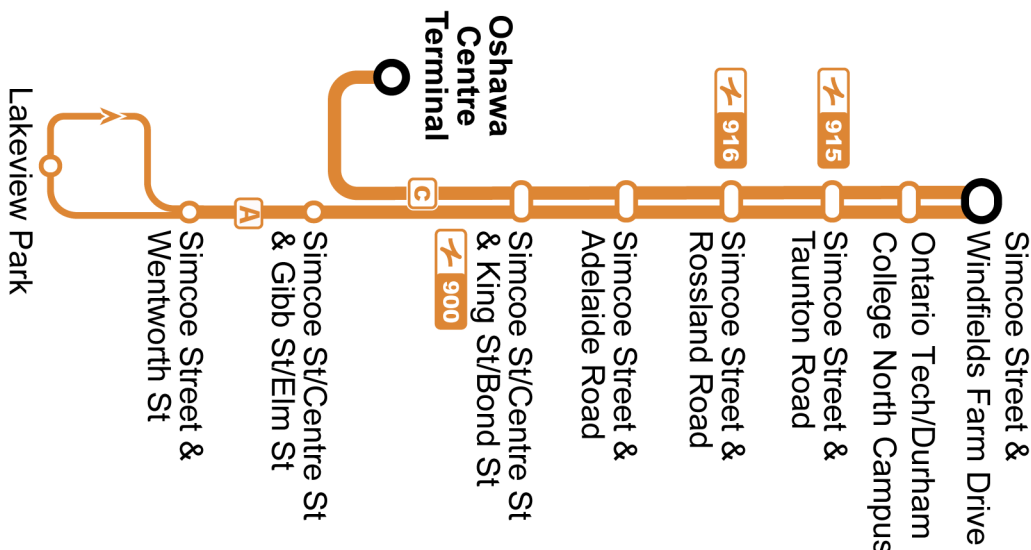 Simcoe Street &
Windfields Farm Drive
Ontario Tech/Durham
College North Campus
915
Simcoe Street &
Taunton Road
916
Simcoe Street &
Rossland Road
Simcoe Street &
Adelaide Road
Simcoe St/Centre St
& King St/Bond St
900
Oshawa
Centre
Terminal
C
Simcoe St/Centre St
& Gibb St/Elm St
A
Simcoe Street &
Wentworth St
Lakeview Park